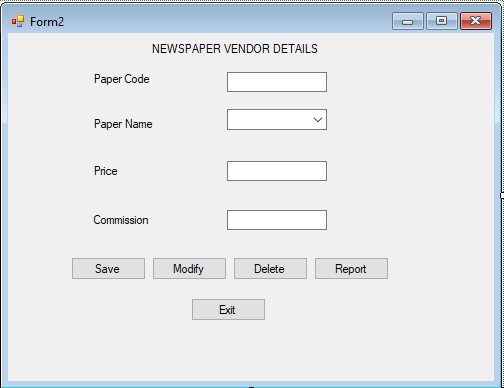 Form2
NEWSPAPER VENDOR DETAILS
Paper Code
Paper Name
Price
Commission
Save Modify Delete Report
Exit